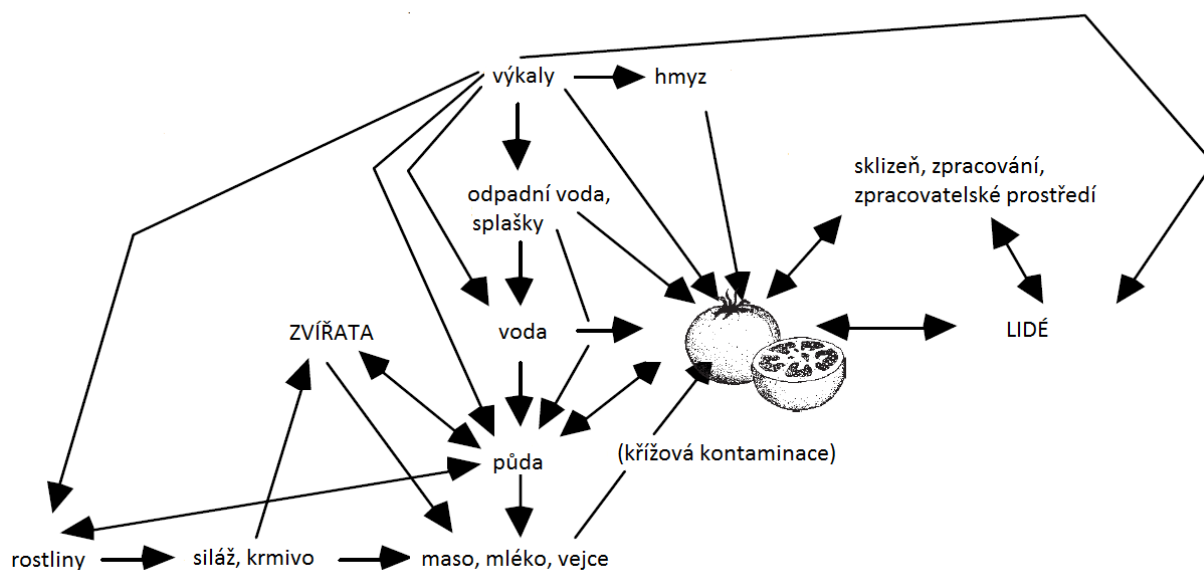 výkaly
hmyz
sklizeň, zpracování,
zpracovatelské prostředí
odpadní voda,
splašky
ZVÍŘATA
voda
LIDÉ
půda
(křížová kontaminace)
rostliny
siláž, krmivo
maso, mléko, vejce